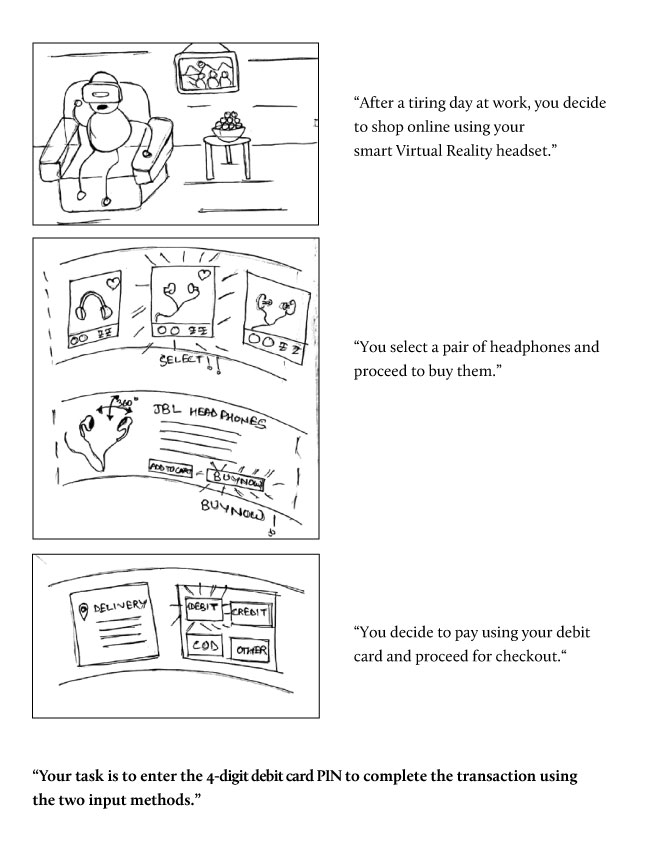 “After a tiring day at work, you decide
to shop online using your
smart Virtual Reality headset.”
SELECT!!
“You select a pair of headphones and
proceed to buy them.”
360°
JBL HEADPHONES
ADD TO CART
BUY NOW
BUY NOW!
DELIVERY
DEBIT
CREDIT
COD
OTHER
“You decide to pay using your debit
card and proceed for checkout.“
“Your task is to enter the 4-digit debit card PIN to complete the transaction using
the two input methods.”